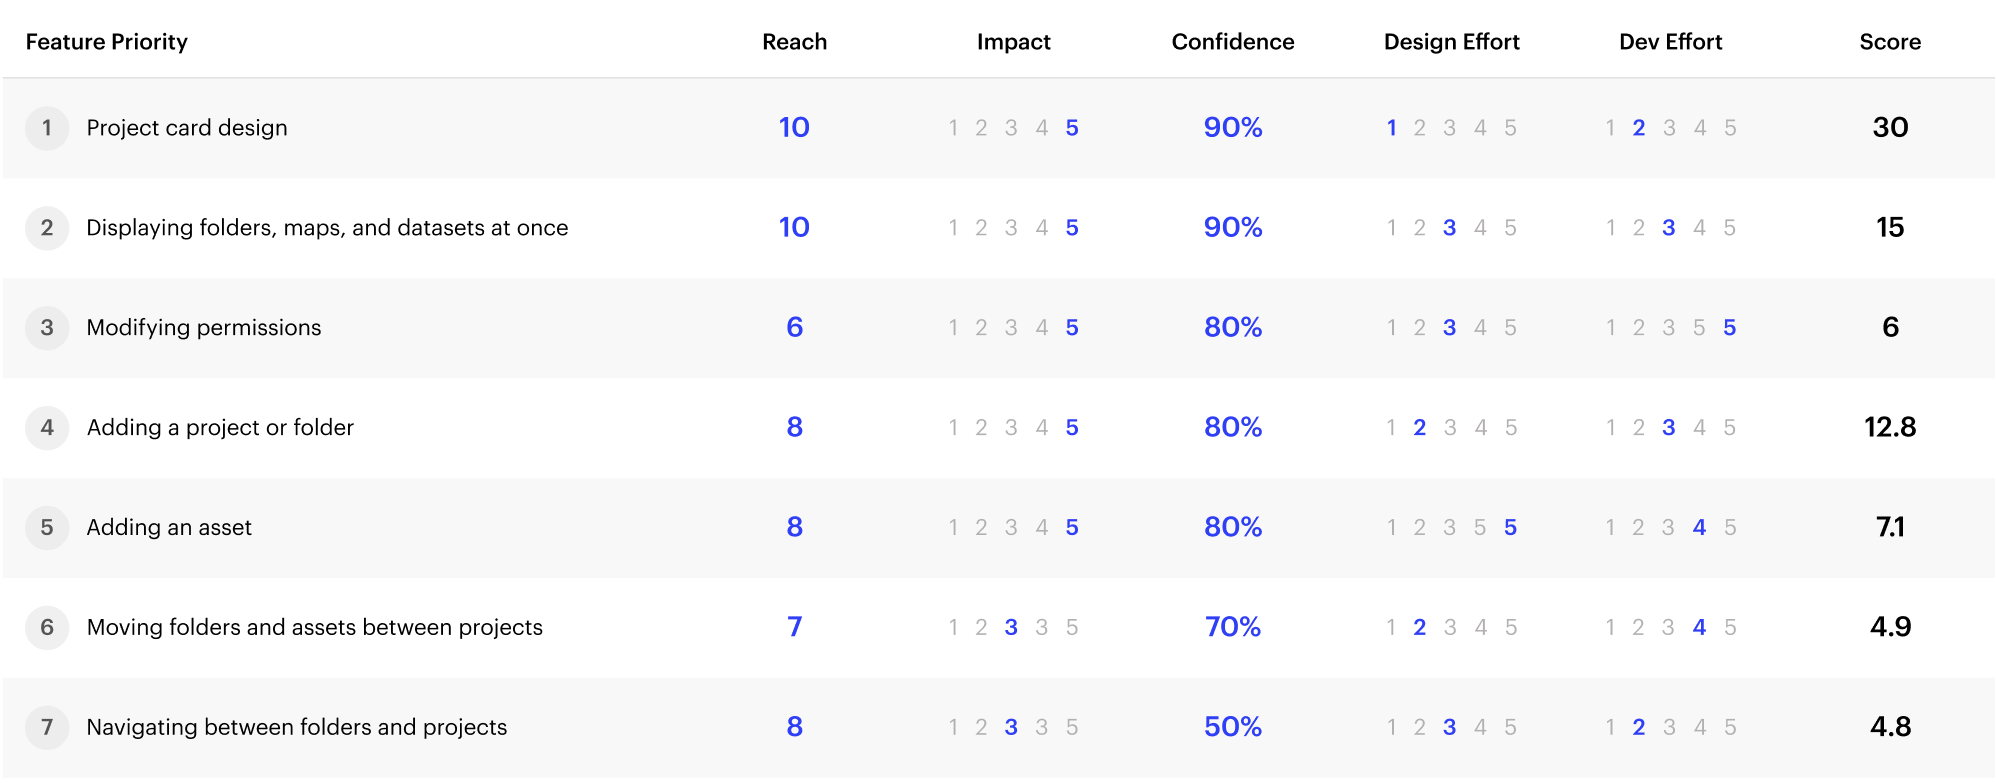 Feature Priority Reach Impact Confidence Design Effort Dev Effort Score
1 Project card design 10 1 2 3 4 5 90% 1 2 3 4 5 1 2 3 4 5 30
2 Displaying folders, maps, and datasets at once 10 1 2 3 4 5 90% 1 2 3 4 5 1 2 3 4 5 15
3 Modifying permissions 6 1 2 3 4 5 80% 1 2 3 4 5 1 2 3 5 5 6
4 Adding a project or folder 8 1 2 3 4 5 80% 1 2 3 4 5 1 2 3 4 5 12.8
5 Adding an asset 8 1 2 3 4 5 80% 1 2 3 5 5 1 2 3 4 5 7.1
6 Moving folders and assets between projects 7 1 2 3 3 5 70% 1 2 3 4 5 1 2 3 4 5 4.9
7 Navigating between folders and projects 8 1 2 3 3 5 50% 1 2 3 4 5 1 2 3 4 5 4.8